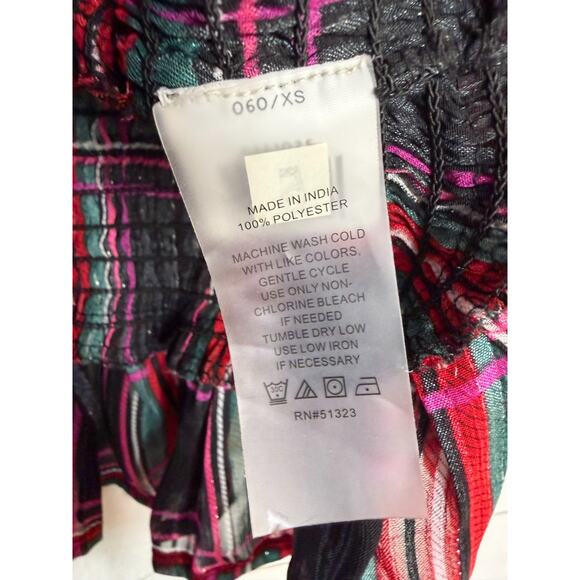 060/XS
MADE IN INDIA
100% POLYESTER
MACHINE WASH COLD
WITH LIKE COLORS.
GENTLE CYCLE
USE ONLY NON-
CHLORINE BLEACH
IF NEEDED
TUMBLE DRY LOW
USE LOW IRON
IF NECESSARY
30C
RN#51323